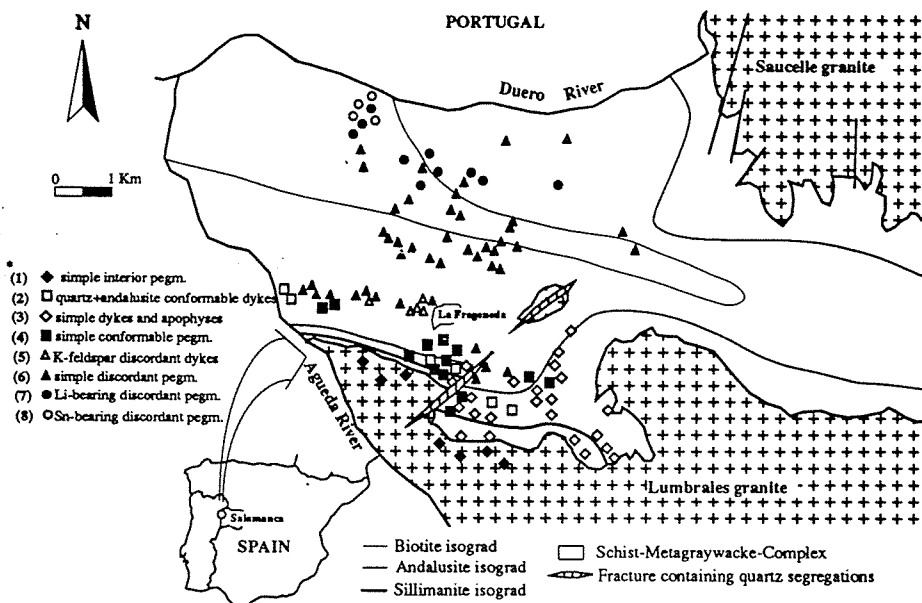 N
PORTUGAL
Saucelle granite
Duero River
0 1 Km
*
(1) simple interior pegm.
(2) quartz+andalusite conformable dykes
(3) simple dykes and apophyses
(4) simple conformable pegm.
(5) K-feldspar discordant dykes
(6) simple discordant pegm.
(7) Li-bearing discordant pegm.
(8) Sn-bearing discordant pegm.
La Fregeneda
Agueda River
Lumbrales granite
Salamanca
SPAIN
Biotite isograd
Andalusite isograd
Sillimanite isograd
Schist-Metagraywacke-Complex
Fracture containing quartz segregations